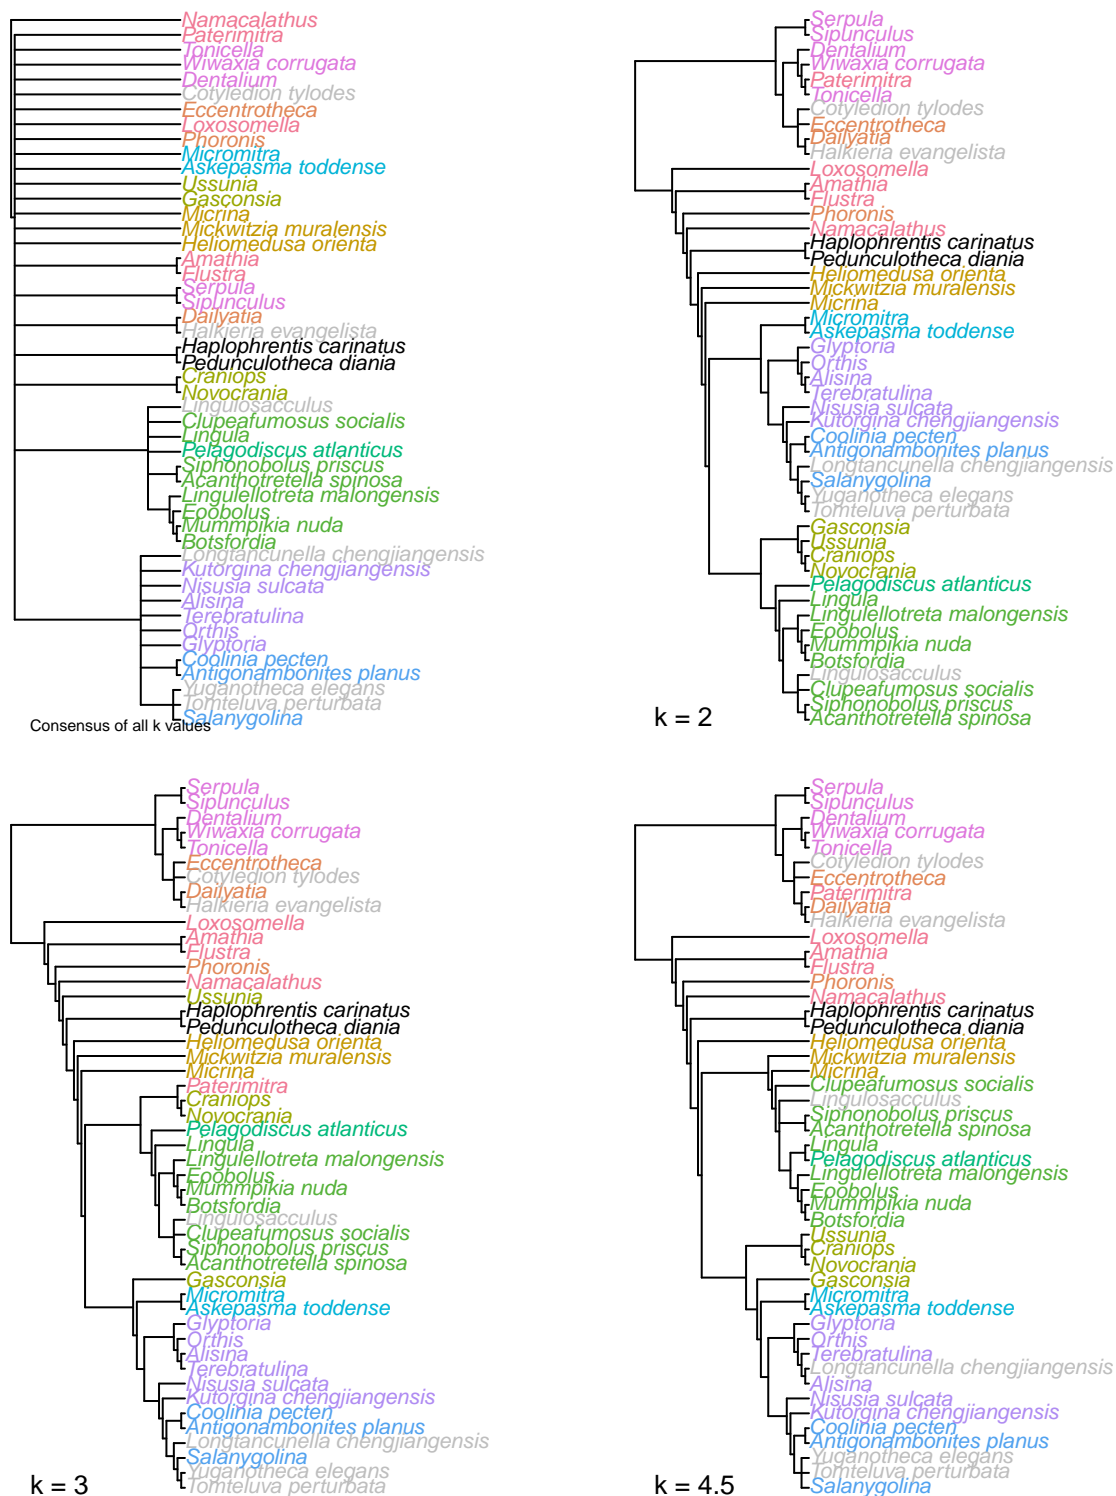 Namacalathus
Paterimitra
Tonicella
Wiwaxia corrugata
Dentalium
Cotyledion tylodes
Eccentrotheca
Loxosomella
Phoronis
Micromitra
Askepasma toddense
Ussunia
Gasconsia
Micrina
Mickwitzia muralensis
Heliomedusa orienta
Amathia
Flustra
Serpula
Sipunculus
Dailyatia
Halkieria evangelista
Haplophrentis carinatus
Pedunculotheca diania
Craniops
Novocrania
Lingulosacculus
Clupeafumosus socialis
Lingula
Pelagodiscus atlanticus
Siphonobolus priscus
Acanthotretella spinosa
Lingulellotreta malongensis
Eoobolus
Mummpikia nuda
Botsfordia
Longtancunella chengjiangensis
Kutorgina chengjiangensis
Nisusia sulcata
Alisina
Terebratulina
Orthis
Glyptoria
Coolinia pecten
Antigonambonites planus
Yuganotheca elegans
Tomteluva perturbata
Salanygolina
Consensus of all k values
Serpula
Sipunculus
Dentalium
Wiwaxia corrugata
Paterimitra
Tonicella
Cotyledion tylodes
Eccentrotheca
Dailyatia
Halkieria evangelista
Loxosomella
Amathia
Flustra
Phoronis
Namacalathus
Haplophrentis carinatus
Pedunculotheca diania
Heliomedusa orienta
Mickwitzia muralensis
Micrina
Micromitra
Askepasma toddense
Glyptoria
Orthis
Alisina
Terebratulina
Nisusia sulcata
Kutorgina chengjiangensis
Coolinia pecten
Antigonambonites planus
Longtancunella chengjiangensis
Salanygolina
Yuganotheca elegans
Tomteluva perturbata
Gasconsia
Ussunia
Craniops
Novocrania
Pelagodiscus atlanticus
Lingula
Lingulellotreta malongensis
Eoobolus
Mummpikia nuda
Botsfordia
Lingulosacculus
Clupeafumosus socialis
Siphonobolus priscus
Acanthotretella spinosa
k = 2
Serpula
Sipunculus
Dentalium
Wiwaxia corrugata
Tonicella
Eccentrotheca
Cotyledion tylodes
Dailyatia
Halkieria evangelista
Loxosomella
Amathia
Flustra
Phoronis
Namacalathus
Ussunia
Haplophrentis carinatus
Pedunculotheca diania
Heliomedusa orienta
Mickwitzia muralensis
Micrina
Paterimitra
Craniops
Novocrania
Pelagodiscus atlanticus
Lingula
Lingulellotreta malongensis
Eoobolus
Mummpikia nuda
Botsfordia
Lingulosacculus
Clupeafumosus socialis
Siphonobolus priscus
Acanthotretella spinosa
Gasconsia
Micromitra
Askepasma toddense
Glyptoria
Orthis
Alisina
Terebratulina
Nisusia sulcata
Kutorgina chengjiangensis
Coolinia pecten
Antigonambonites planus
Longtancunella chengjiangensis
Salanygolina
Yuganotheca elegans
Tomteluva perturbata
k = 3
Serpula
Sipunculus
Dentalium
Wiwaxia corrugata
Tonicella
Cotyledion tylodes
Eccentrotheca
Paterimitra
Dailyatia
Halkieria evangelista
Loxosomella
Amathia
Flustra
Phoronis
Namacalathus
Haplophrentis carinatus
Pedunculotheca diania
Heliomedusa orienta
Mickwitzia muralensis
Micrina
Clupeafumosus socialis
Lingulosacculus
Siphonobolus priscus
Acanthotretella spinosa
Lingula
Pelagodiscus atlanticus
Lingulellotreta malongensis
Eoobolus
Mummpikia nuda
Botsfordia
Ussunia
Craniops
Novocrania
Gasconsia
Micromitra
Askepasma toddense
Glyptoria
Orthis
Terebratulina
Longtancunella chengjiangensis
Alisina
Nisusia sulcata
Kutorgina chengjiangensis
Coolinia pecten
Antigonambonites planus
Yuganotheca elegans
Tomteluva perturbata
Salanygolina
k = 4.5